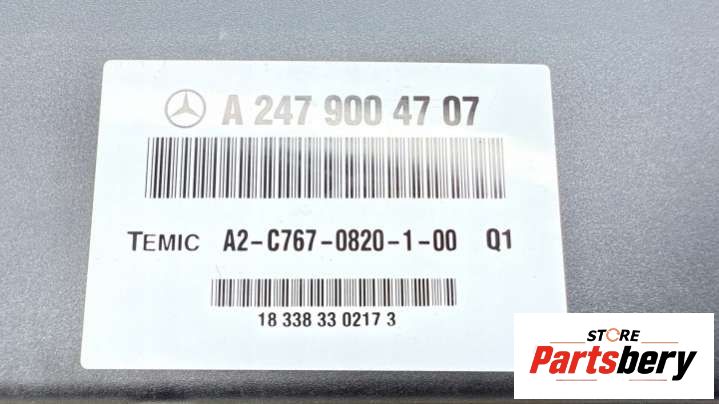 A 247 900 47 07
TEMIC A2-C767-0820-1-00 Q1
18 338 33 0217 3
STORE
Partsbery